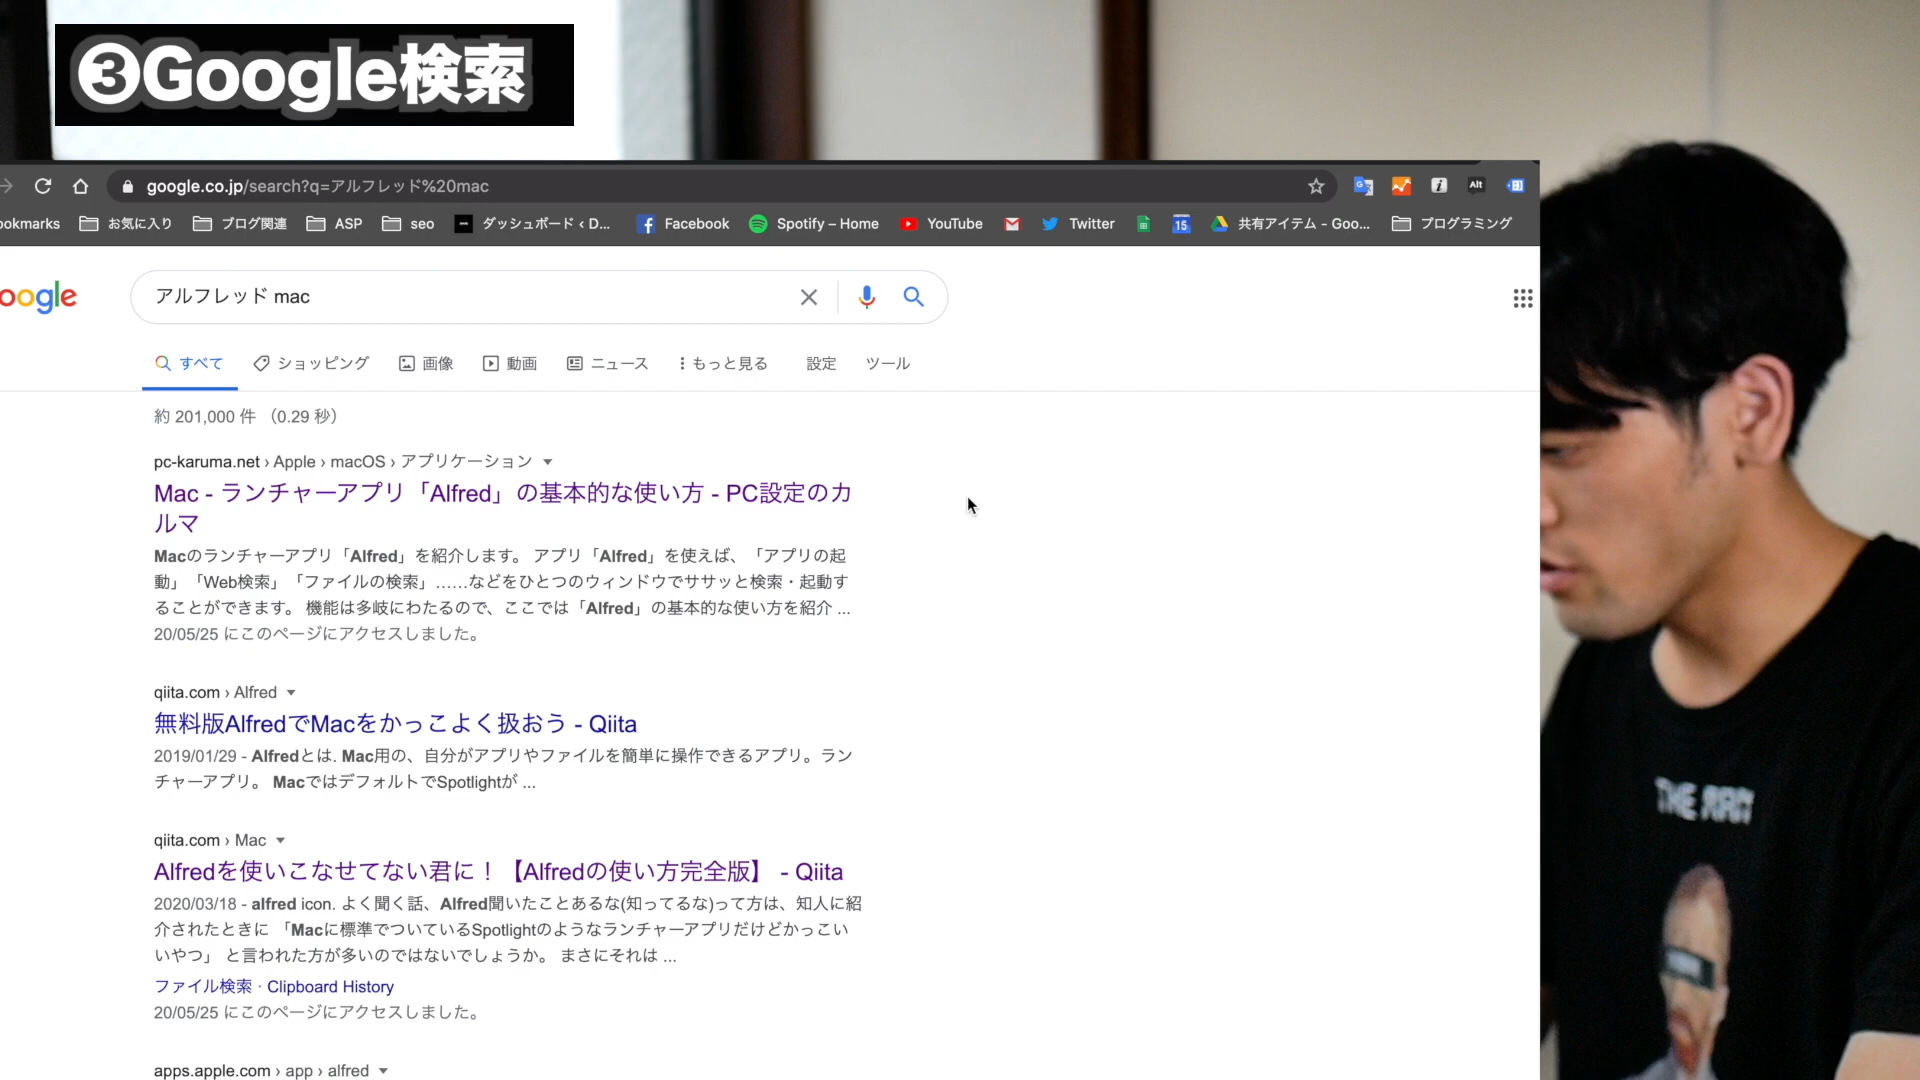 ❸Google検索
google.co.jp/search?q=アルフレッド%20mac
ookmarks お気に入り ブログ関連 ASP seo ダッシュボード ‹ D... Facebook Spotify – Home YouTube Twitter 15 共有アイテム - Goo... プログラミング
oogle
アルフレッド mac
すべて ショッピング 画像 動画 ニュース もっと見る 設定 ツール
約 201,000 件 （0.29 秒）
pc-karuma.net › Apple › macOS › アプリケーション
Mac - ランチャーアプリ「Alfred」の基本的な使い方 - PC設定のカ
ルマ
Macのランチャーアプリ「Alfred」を紹介します。 アプリ「Alfred」を使えば、「アプリの起
動」「Web検索」「ファイルの検索」……などをひとつのウィンドウでササッと検索・起動す
ることができます。 機能は多岐にわたるので、ここでは「Alfred」の基本的な使い方を紹介 ...
20/05/25 にこのページにアクセスしました。
qiita.com › Alfred
無料版AlfredでMacをかっこよく扱おう - Qiita
2019/01/29 - Alfredとは. Mac用の、自分がアプリやファイルを簡単に操作できるアプリ。ラン
チャーアプリ。 MacではデフォルトでSpotlightが ...
qiita.com › Mac
Alfredを使いこなせてない君に！【Alfredの使い方完全版】 - Qiita
2020/03/18 - alfred icon. よく聞く話、Alfred聞いたことあるな(知ってるな)って方は、知人に紹
介されたときに 「Macに標準でついているSpotlightのようなランチャーアプリだけどかっこい
いやつ」 と言われた方が多いのではないでしょうか。 まさにそれは ...
ファイル検索 · Clipboard History
20/05/25 にこのページにアクセスしました。
apps.apple.com › app › alfred
Alt
THE ART